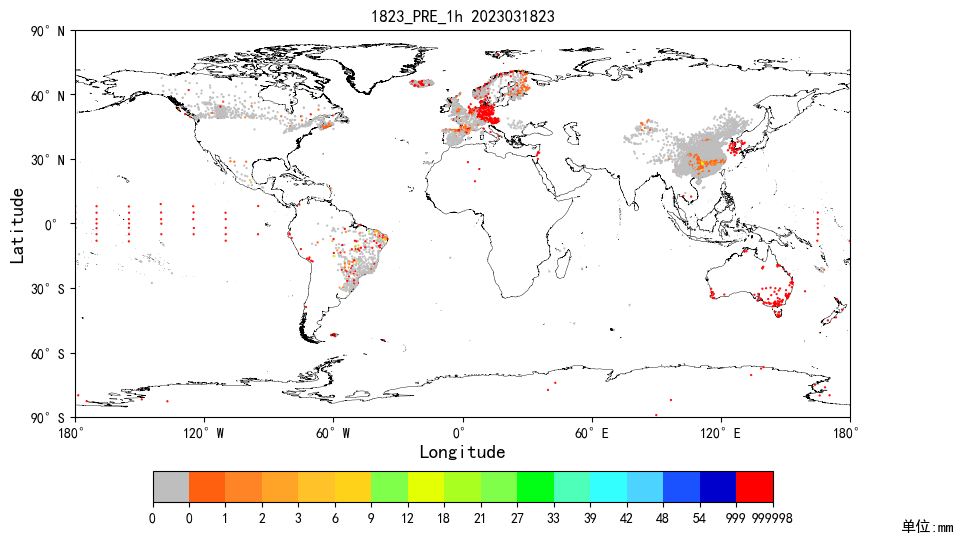 1823_PRE_1h 2023031823
90° N
60° N
30° N
0°
30° S
60° S
90° S
Latitude
180° 120° W 60° W 0° 60° E 120° E 180°
Longitude
0 0 1 2 3 6 9 12 18 21 27 33 39 42 48 54 999 999998
单位:mm